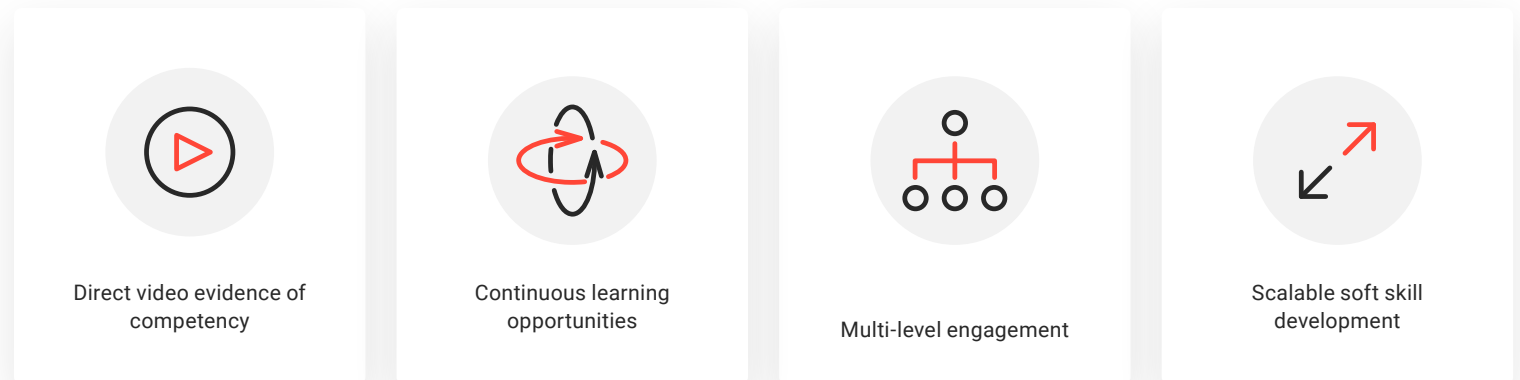 Direct video evidence of
competency
Continuous learning
opportunities
Multi-level engagement
Scalable soft skill
development